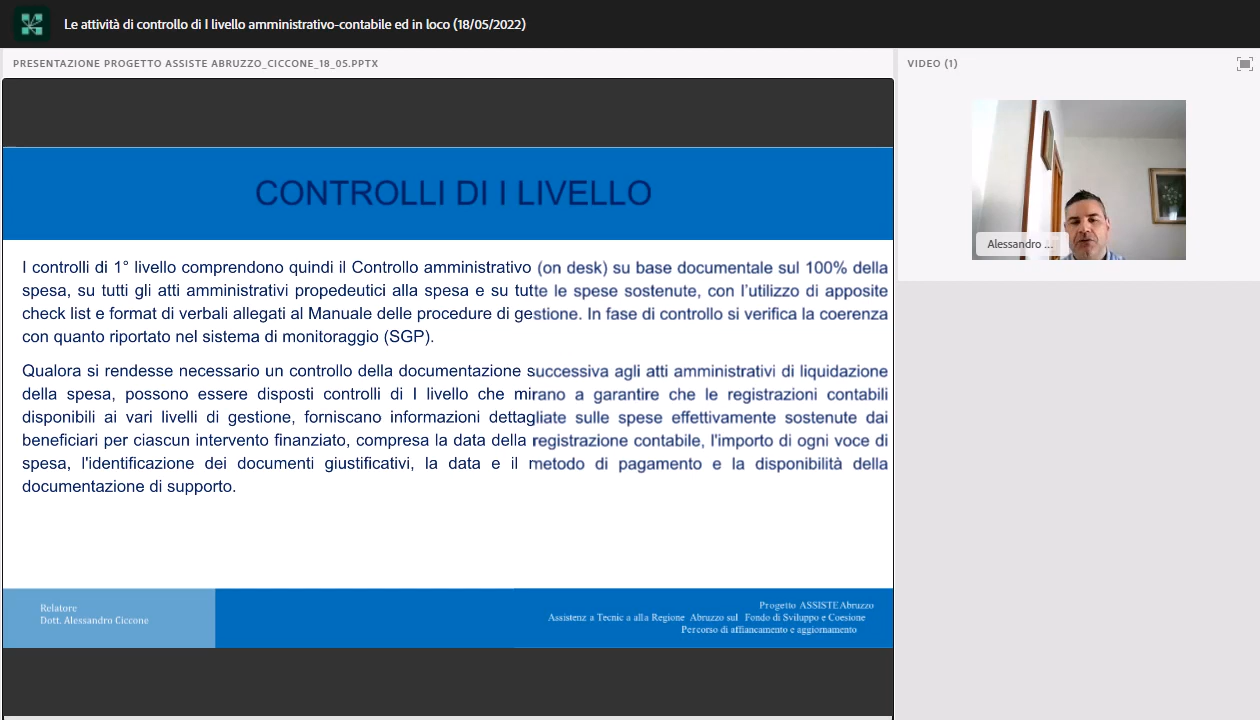 Le attività di controllo di I livello amministrativo-contabile ed in loco (18/05/2022)
PRESENTAZIONE PROGETTO ASSISTE ABRUZZO_CICCONE_18_05.PPTX
VIDEO (1)
CONTROLLI DI I LIVELLO
I controlli di 1° livello comprendono quindi il Controllo amministrativo (on desk) su base documentale sul 100% della
spesa, su tutti gli atti amministrativi propedeutici alla spesa e su tutte le spese sostenute, con l'utilizzo di apposite
check list e format di verbali allegati al Manuale delle procedure di gestione. In fase di controllo si verifica la coerenza
con quanto riportato nel sistema di monitoraggio (SGP).
Qualora si rendesse necessario un controllo della documentazione successiva agli atti amministrativi di liquidazione
della spesa, possono essere disposti controlli di I livello che mirano a garantire che le registrazioni contabili
disponibili ai vari livelli di gestione, forniscano informazioni dettagliate sulle spese effettivamente sostenute dai
beneficiari per ciascun intervento finanziato, compresa la data della registrazione contabile, l'importo di ogni voce di
spesa, l'identificazione dei documenti giustificativi, la data e il metodo di pagamento e la disponibilità della
documentazione di supporto.
Alessandro ...
Relatore
Dott. Alessandro Ciccone
Progetto ASSISTE Abruzzo
Assistenz a Tecnic a alla Regione Abruzzo sul Fondo di Sviluppo e Coesione
Percorso di affiancamento e aggiornamento